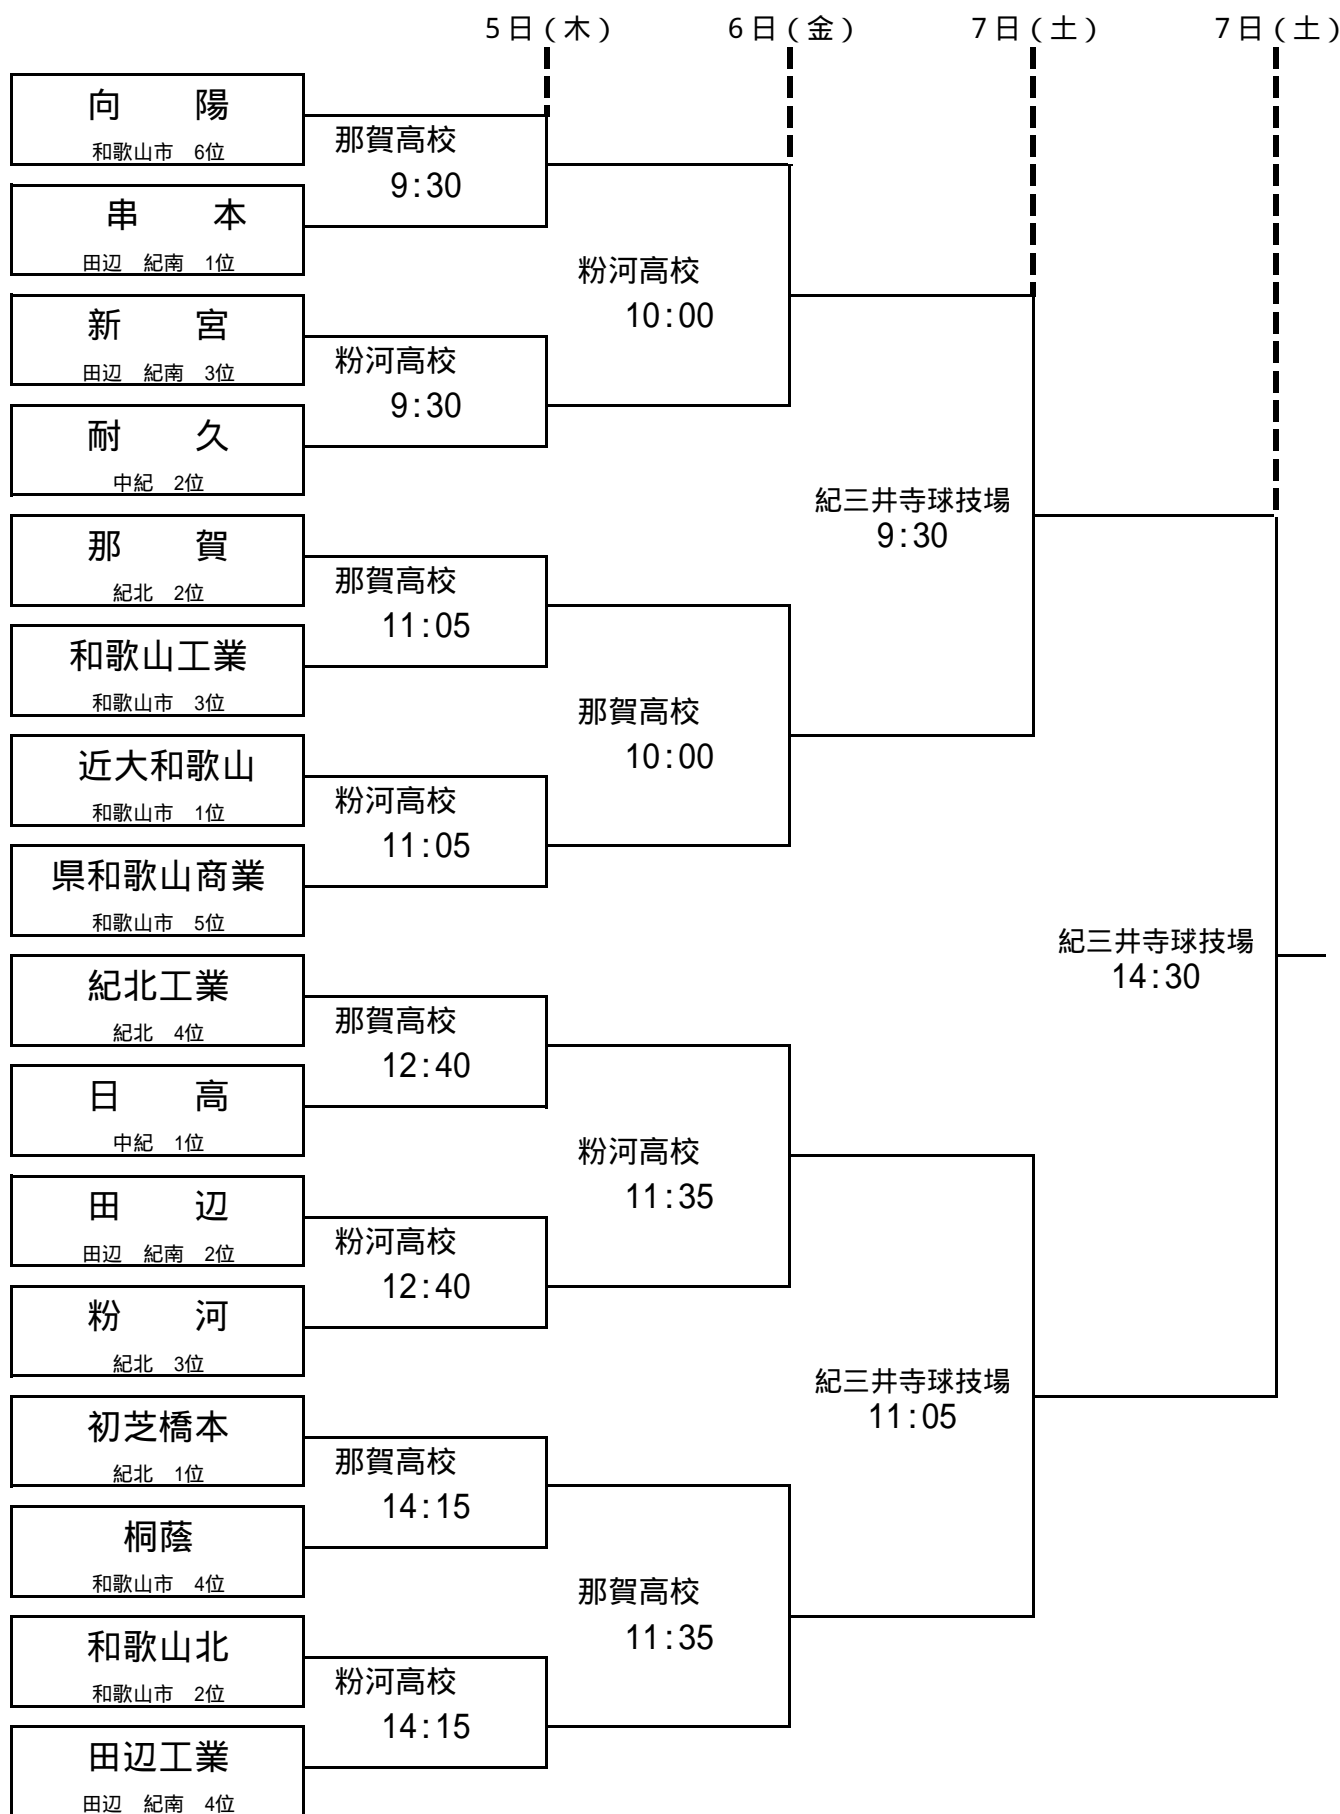 5日(木) 6日(金) 7日(土) 7日(土)
向　陽
和歌山市　6位
那賀高校
9:30
串　本
田辺　紀南　1位
粉河高校
10:00
新　宮
田辺　紀南　3位
粉河高校
9:30
耐　久
中紀　2位
紀三井寺球技場
9:30
那　賀
紀北　2位
那賀高校
11:05
和歌山工業
和歌山市　3位
那賀高校
10:00
近大和歌山
和歌山市　1位
粉河高校
11:05
県和歌山商業
和歌山市　5位
紀三井寺球技場
14:30
紀北工業
紀北　4位
那賀高校
12:40
日　高
中紀　1位
粉河高校
11:35
田　辺
田辺　紀南　2位
粉河高校
12:40
粉　河
紀北　3位
紀三井寺球技場
11:05
初芝橋本
紀北　1位
那賀高校
14:15
桐蔭
和歌山市　4位
那賀高校
11:35
和歌山北
和歌山市　2位
粉河高校
14:15
田辺工業
田辺　紀南　4位